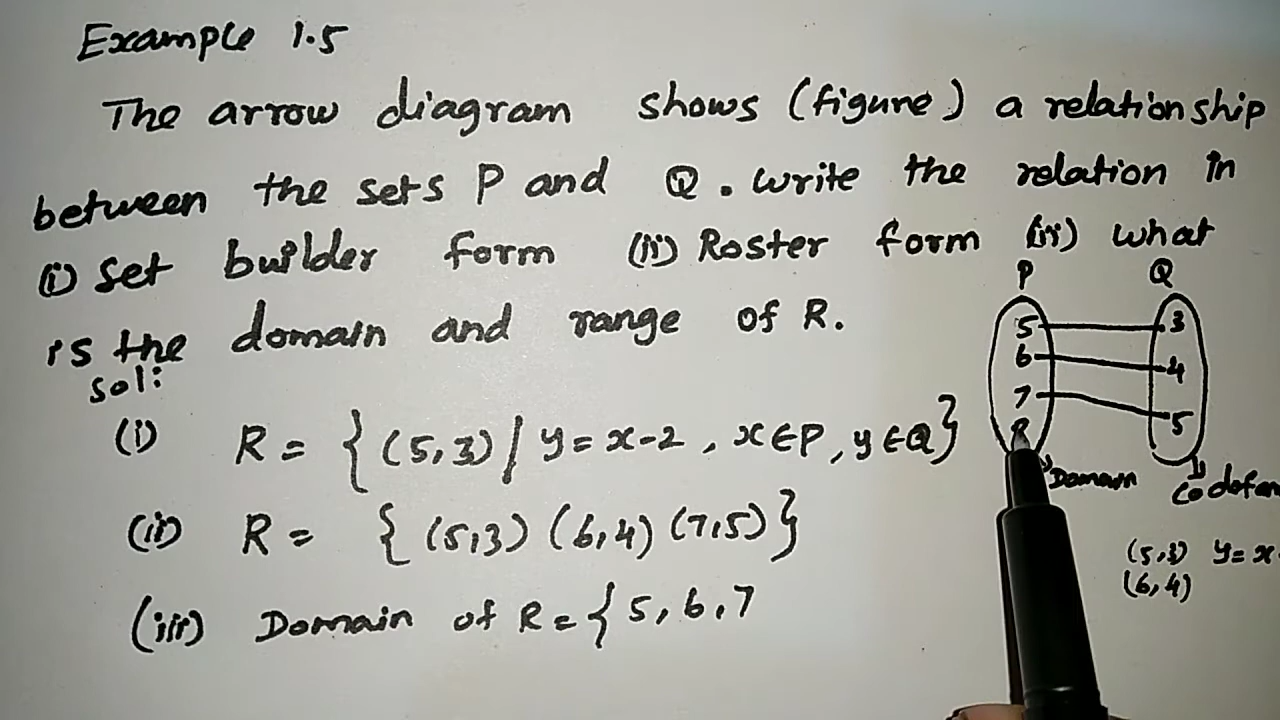 Example 1.5
The arrow diagram shows (figure) a relationship
between the sets P and Q. write the relation in
(i) set builder form (ii) Roster form (iii) what
is the domain and range of R.
sol:
(i) R = { (5,3) / y = x-2 , x ∈ P, y ∈ Q }
(ii) R = { (5,3) (6,4) (7,5) }
(iii) Domain of R = { 5, 6, 7
P Q
5 3
6 4
7 5
Domain
(5,3) y = x
(6,4)